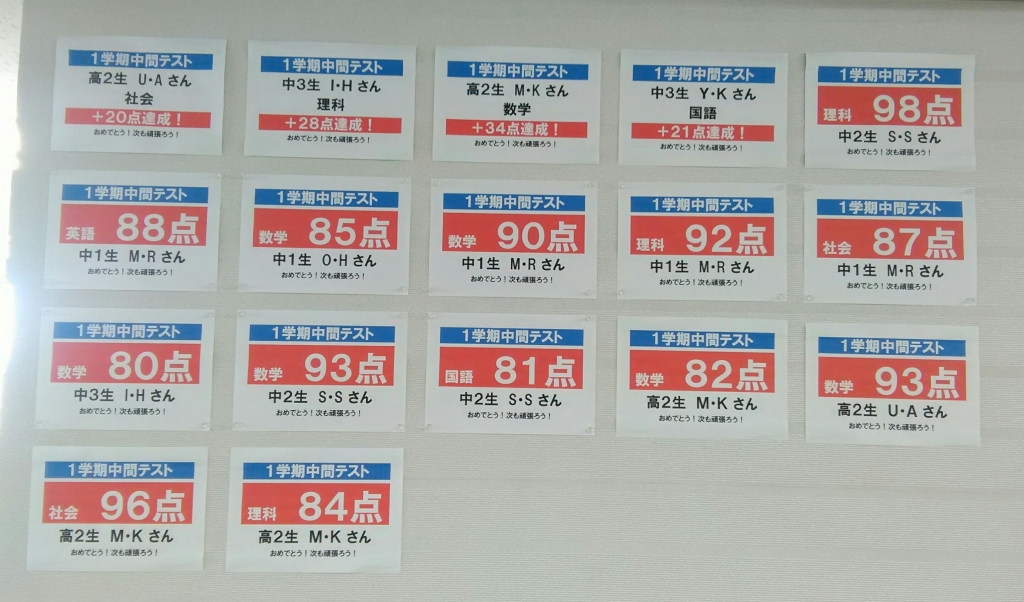 1学期中間テスト
高2生 U・Aさん
社会
+20点達成！
おめでとう！次も頑張ろう！
1学期中間テスト
中3生 I・Hさん
理科
+28点達成！
おめでとう！次も頑張ろう！
1学期中間テスト
高2生 M・Kさん
数学
+34点達成！
おめでとう！次も頑張ろう！
1学期中間テスト
中3生 Y・Kさん
国語
+21点達成！
おめでとう！次も頑張ろう！
1学期中間テスト
理科 98点
中2生 S・Sさん
おめでとう！次も頑張ろう！
1学期中間テスト
英語 88点
中1生 M・Rさん
おめでとう！次も頑張ろう！
1学期中間テスト
数学 85点
中1生 O・Hさん
おめでとう！次も頑張ろう！
1学期中間テスト
数学 90点
中1生 M・Rさん
おめでとう！次も頑張ろう！
1学期中間テスト
理科 92点
中1生 M・Rさん
おめでとう！次も頑張ろう！
1学期中間テスト
社会 87点
中1生 M・Rさん
おめでとう！次も頑張ろう！
1学期中間テスト
数学 80点
中3生 I・Hさん
おめでとう！次も頑張ろう！
1学期中間テスト
数学 93点
中2生 S・Sさん
おめでとう！次も頑張ろう！
1学期中間テスト
国語 81点
中2生 S・Sさん
おめでとう！次も頑張ろう！
1学期中間テスト
数学 82点
高2生 M・Kさん
おめでとう！次も頑張ろう！
1学期中間テスト
数学 93点
高2生 U・Aさん
おめでとう！次も頑張ろう！
1学期中間テスト
社会 96点
高2生 M・Kさん
おめでとう！次も頑張ろう！
1学期中間テスト
理科 84点
高2生 M・Kさん
おめでとう！次も頑張ろう！